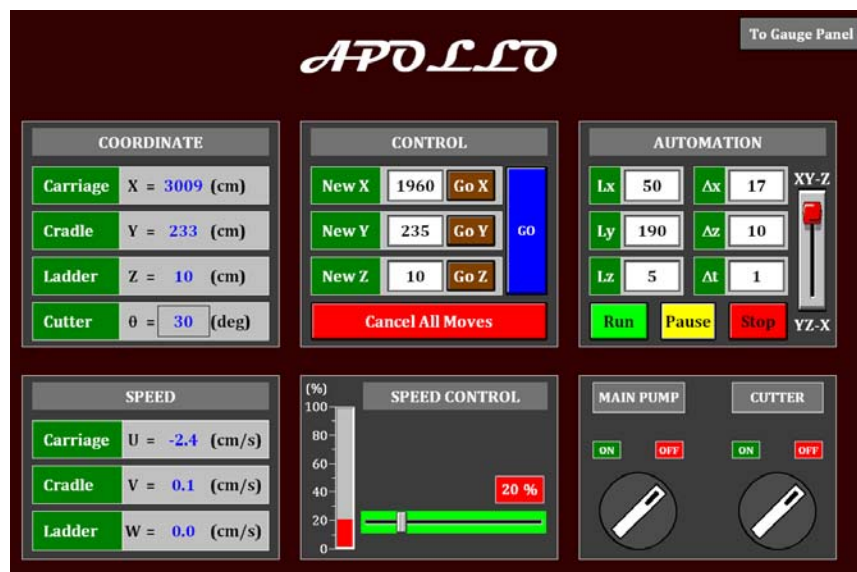 APOLLO
To Gauge Panel
COORDINATE
Carriage X = 3009 (cm)
Cradle Y = 233 (cm)
Ladder Z = 10 (cm)
Cutter θ = 30 (deg)
CONTROL
New X 1960 Go X
New Y 235 Go Y
New Z 10 Go Z
GO
Cancel All Moves
AUTOMATION
Lx 50 Δx 17
Ly 190 Δz 10
Lz 5 Δt 1
XY-Z
YZ-X
Run Pause Stop
SPEED
Carriage U = -2.4 (cm/s)
Cradle V = 0.1 (cm/s)
Ladder W = 0.0 (cm/s)
(%)
SPEED CONTROL
100
80
60
40
20
0
20 %
MAIN PUMP
ON OFF
CUTTER
ON OFF